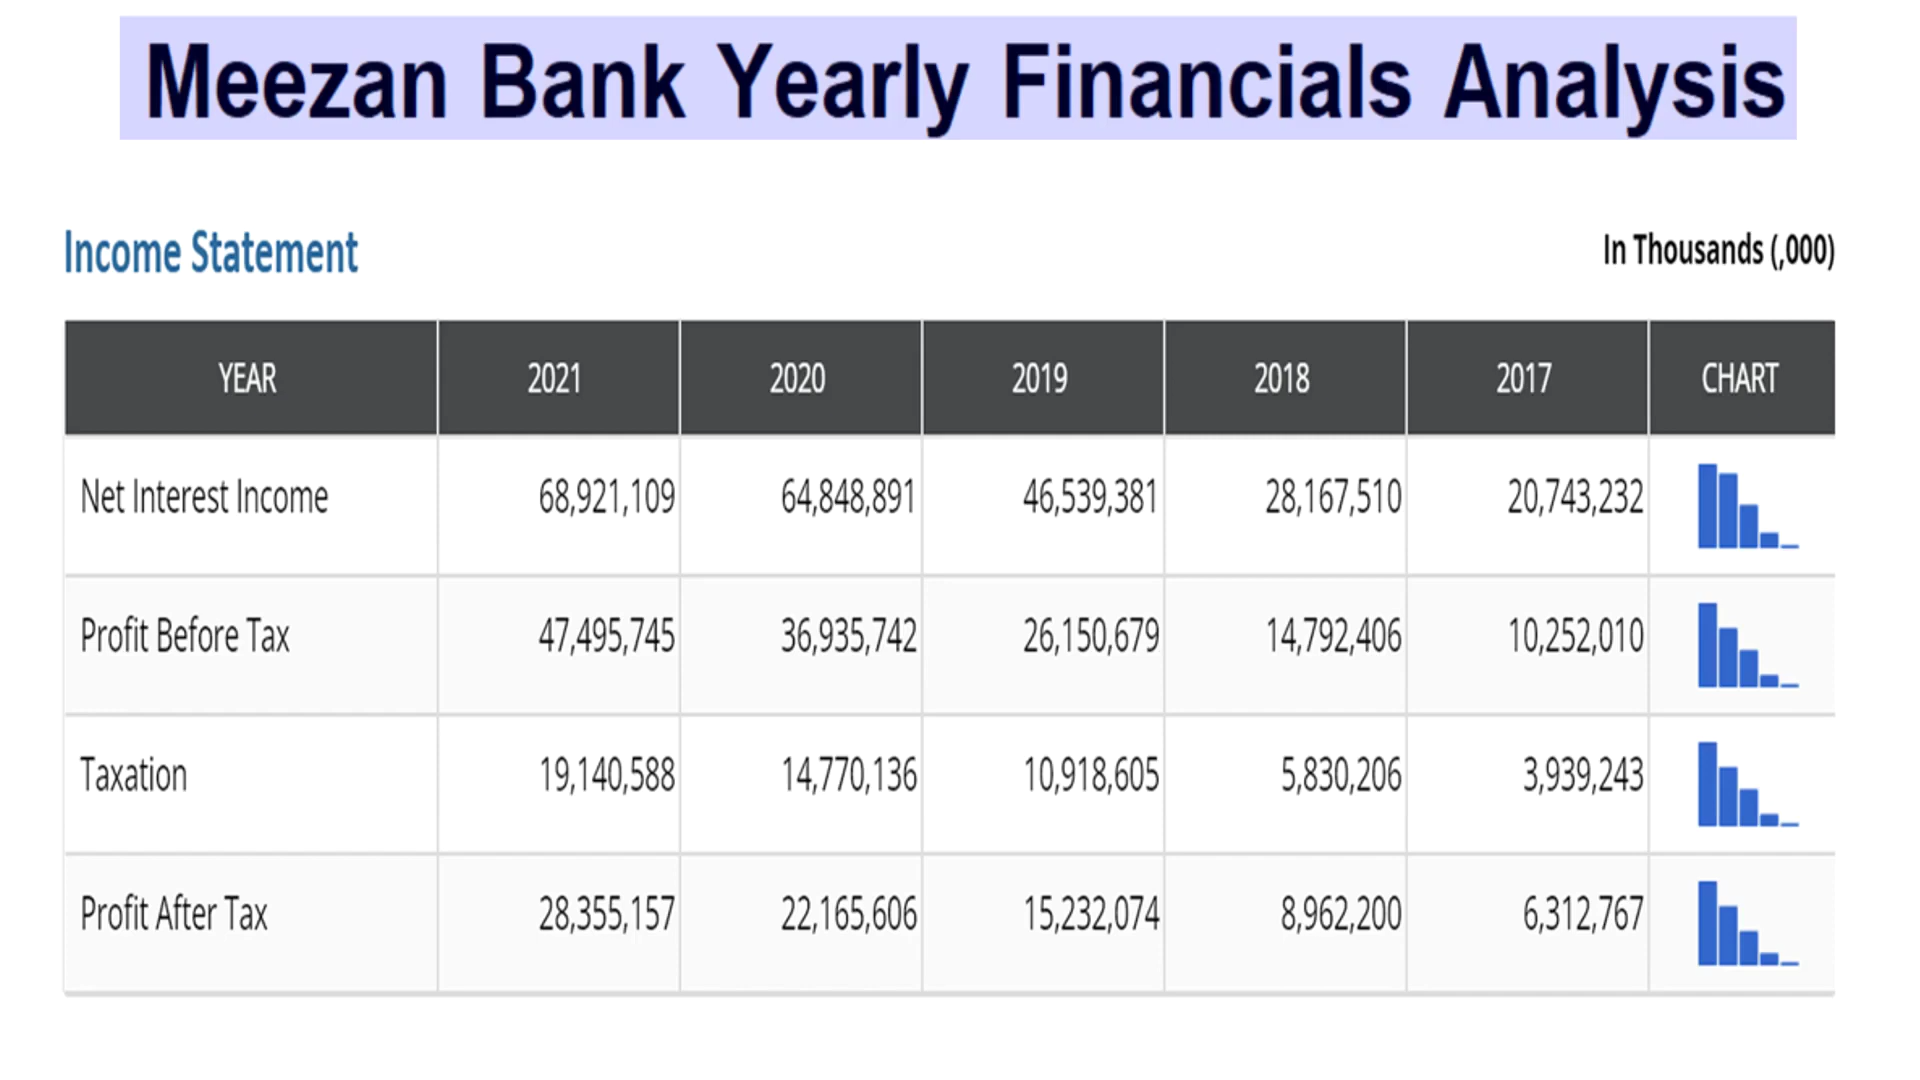 Meezan Bank Yearly Financials Analysis
Income Statement
In Thousands (,000)
YEAR 2021 2020 2019 2018 2017 CHART
Net Interest Income 68,921,109 64,848,891 46,539,381 28,167,510 20,743,232
Profit Before Tax 47,495,745 36,935,742 26,150,679 14,792,406 10,252,010
Taxation 19,140,588 14,770,136 10,918,605 5,830,206 3,939,243
Profit After Tax 28,355,157 22,165,606 15,232,074 8,962,200 6,312,767